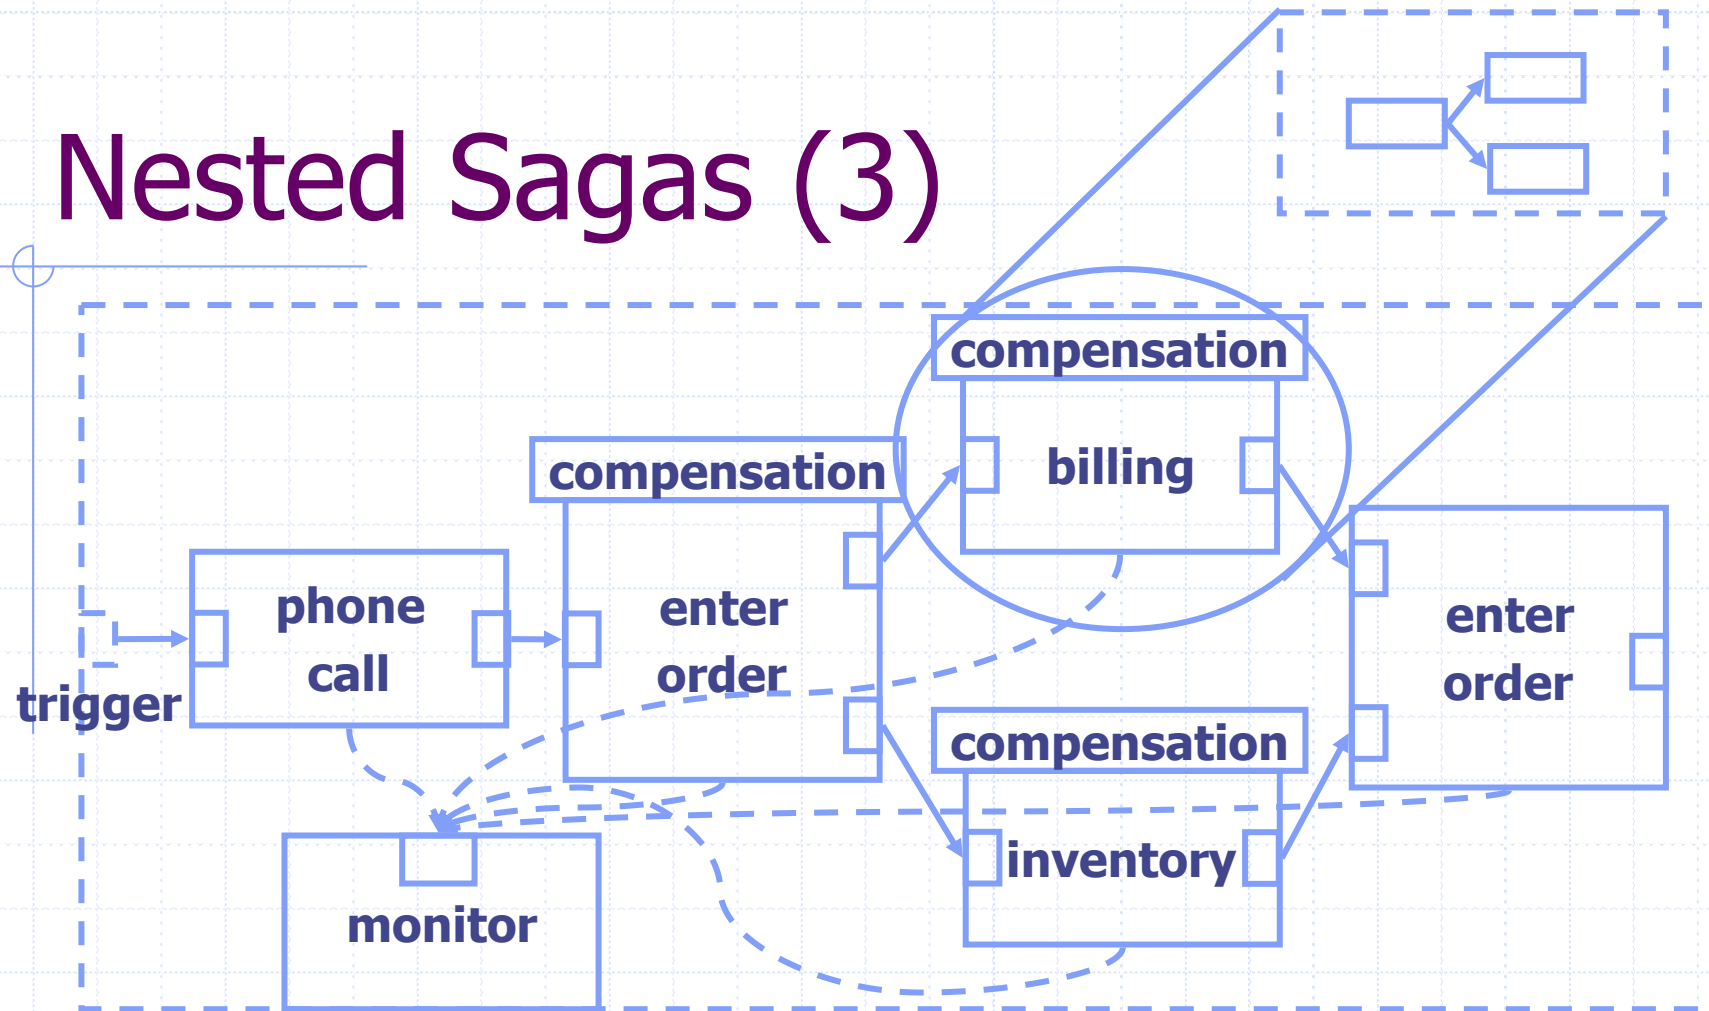 Nested Sagas (3)
compensation
billing
compensation
enter
order
phone
call
trigger
enter
order
compensation
inventory
monitor